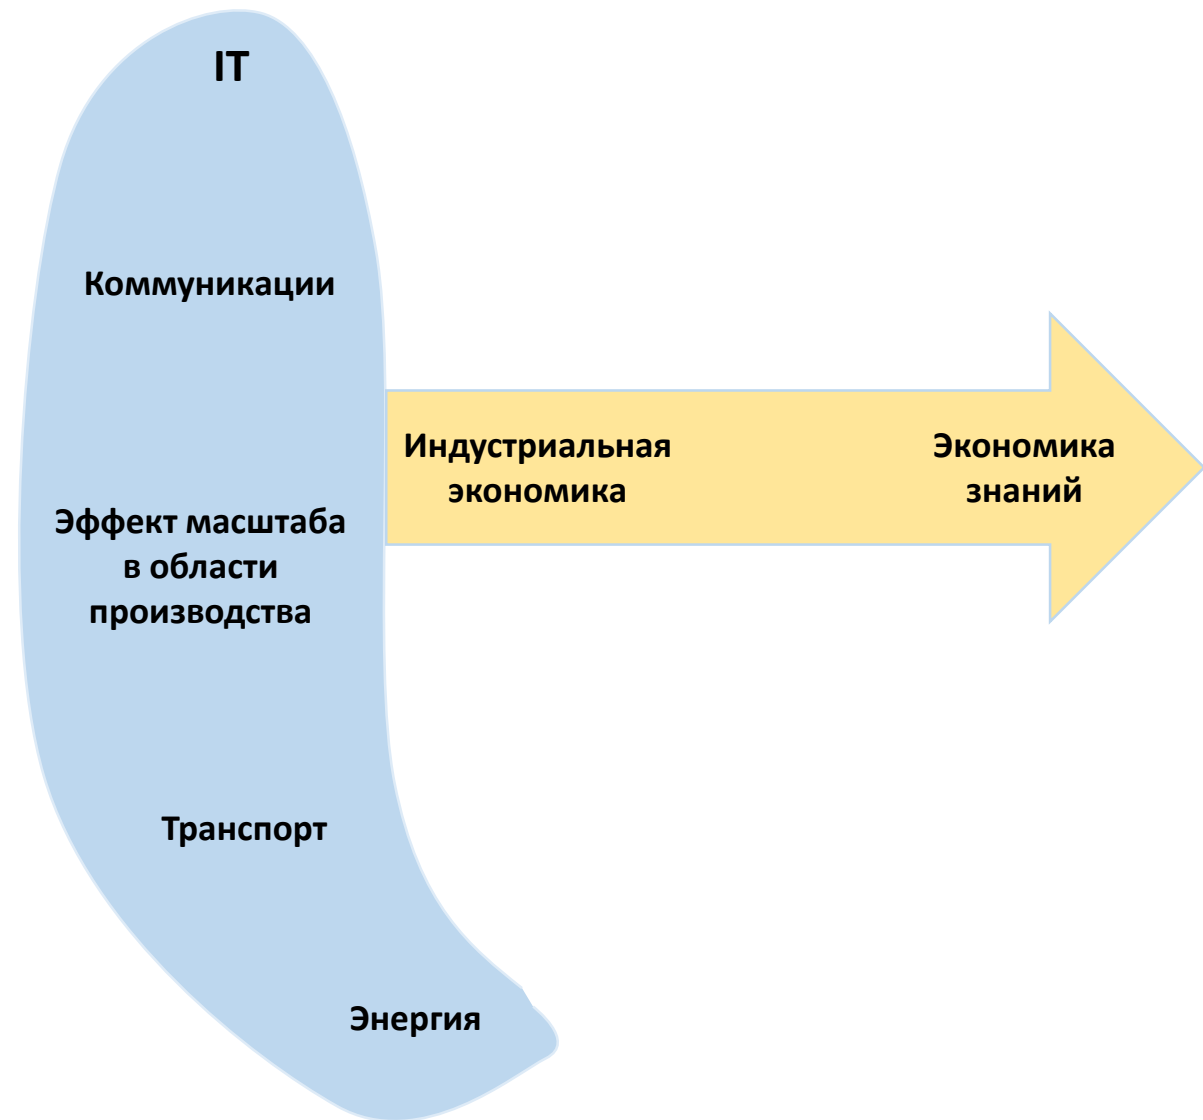 IT
Коммуникации
Индустриальная
экономика
Экономика
знаний
Эффект масштаба
в области
производства
Транспорт
Энергия